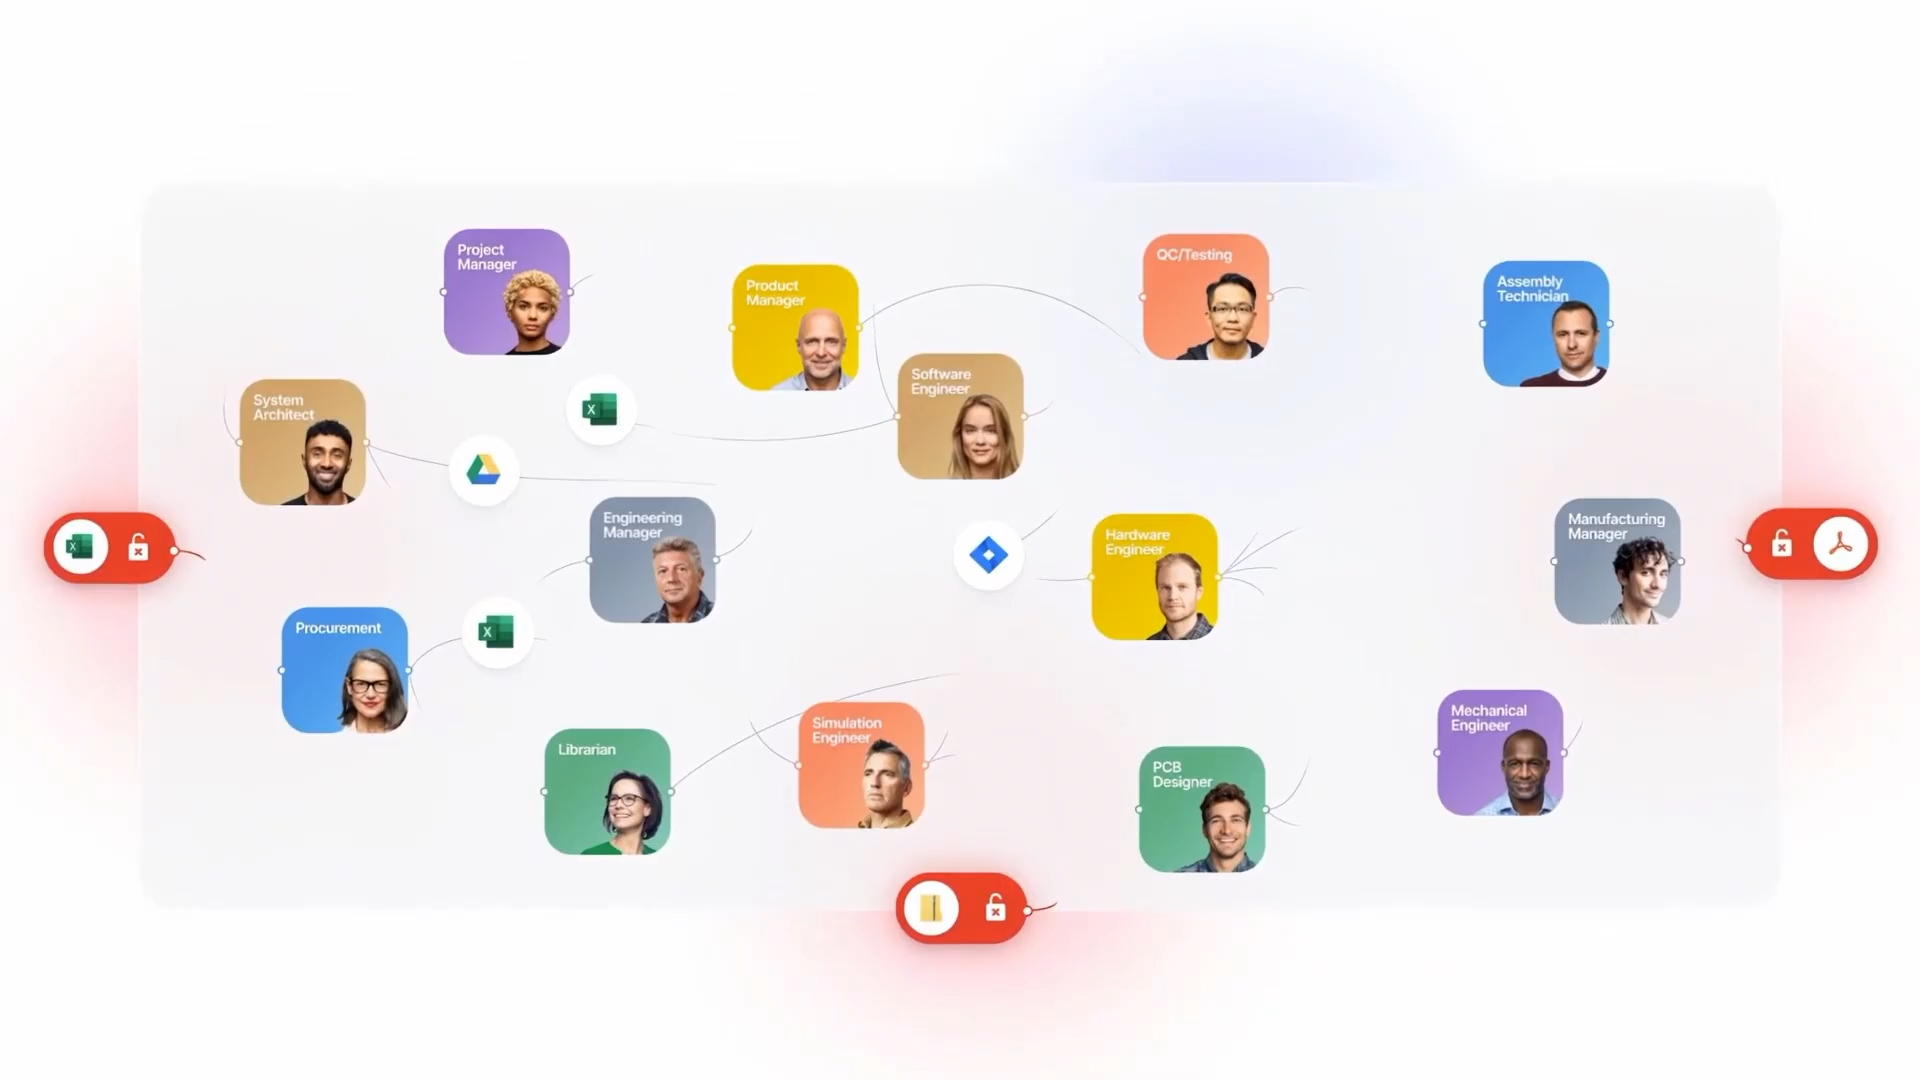 Project
Manager
Product
Manager
QC/Testing
Assembly
Technician
System
Architect
Software
Engineer
Engineering
Manager
Hardware
Engineer
Manufacturing
Manager
Procurement
Librarian
Simulation
Engineer
PCB
Designer
Mechanical
Engineer
X
X
X